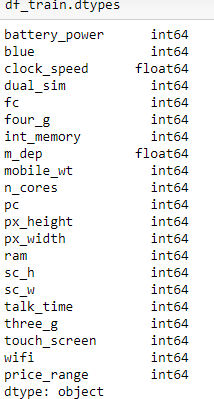 df_train.dtypes
battery_power int64
blue int64
clock_speed float64
dual_sim int64
fc int64
four_g int64
int_memory int64
m_dep float64
mobile_wt int64
n_cores int64
pc int64
px_height int64
px_width int64
ram int64
sc_h int64
sc_w int64
talk_time int64
three_g int64
touch_screen int64
wifi int64
price_range int64
dtype: object